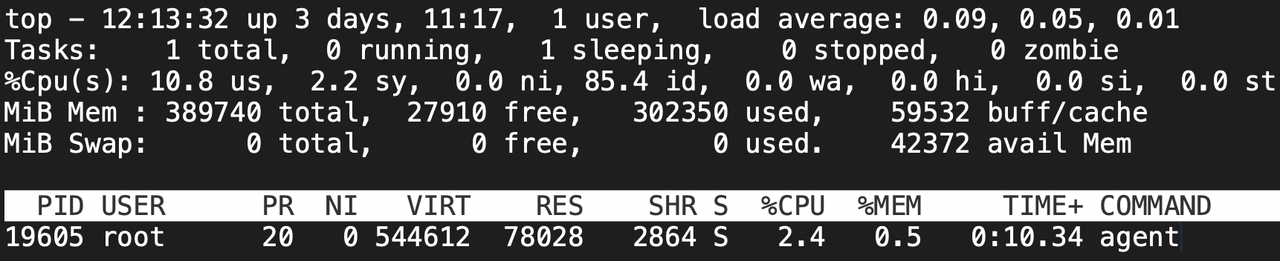 top - 12:13:32 up 3 days, 11:17,  1 user,  load average: 0.09, 0.05, 0.01
Tasks:    1 total,  0 running,    1 sleeping,    0 stopped,   0 zombie
%Cpu(s): 10.8 us,  2.2 sy,  0.0 ni, 85.4 id,  0.0 wa,  0.0 hi,  0.0 si,  0.0 st
MiB Mem : 389740 total,  27910 free,   302350 used,    59532 buff/cache
MiB Swap:      0 total,      0 free,        0 used.    42372 avail Mem
PID USER      PR  NI   VIRT    RES    SHR S  %CPU  %MEM     TIME+ COMMAND
19605 root      20   0 544612  78028   2864 S   2.4   0.5   0:10.34 agent